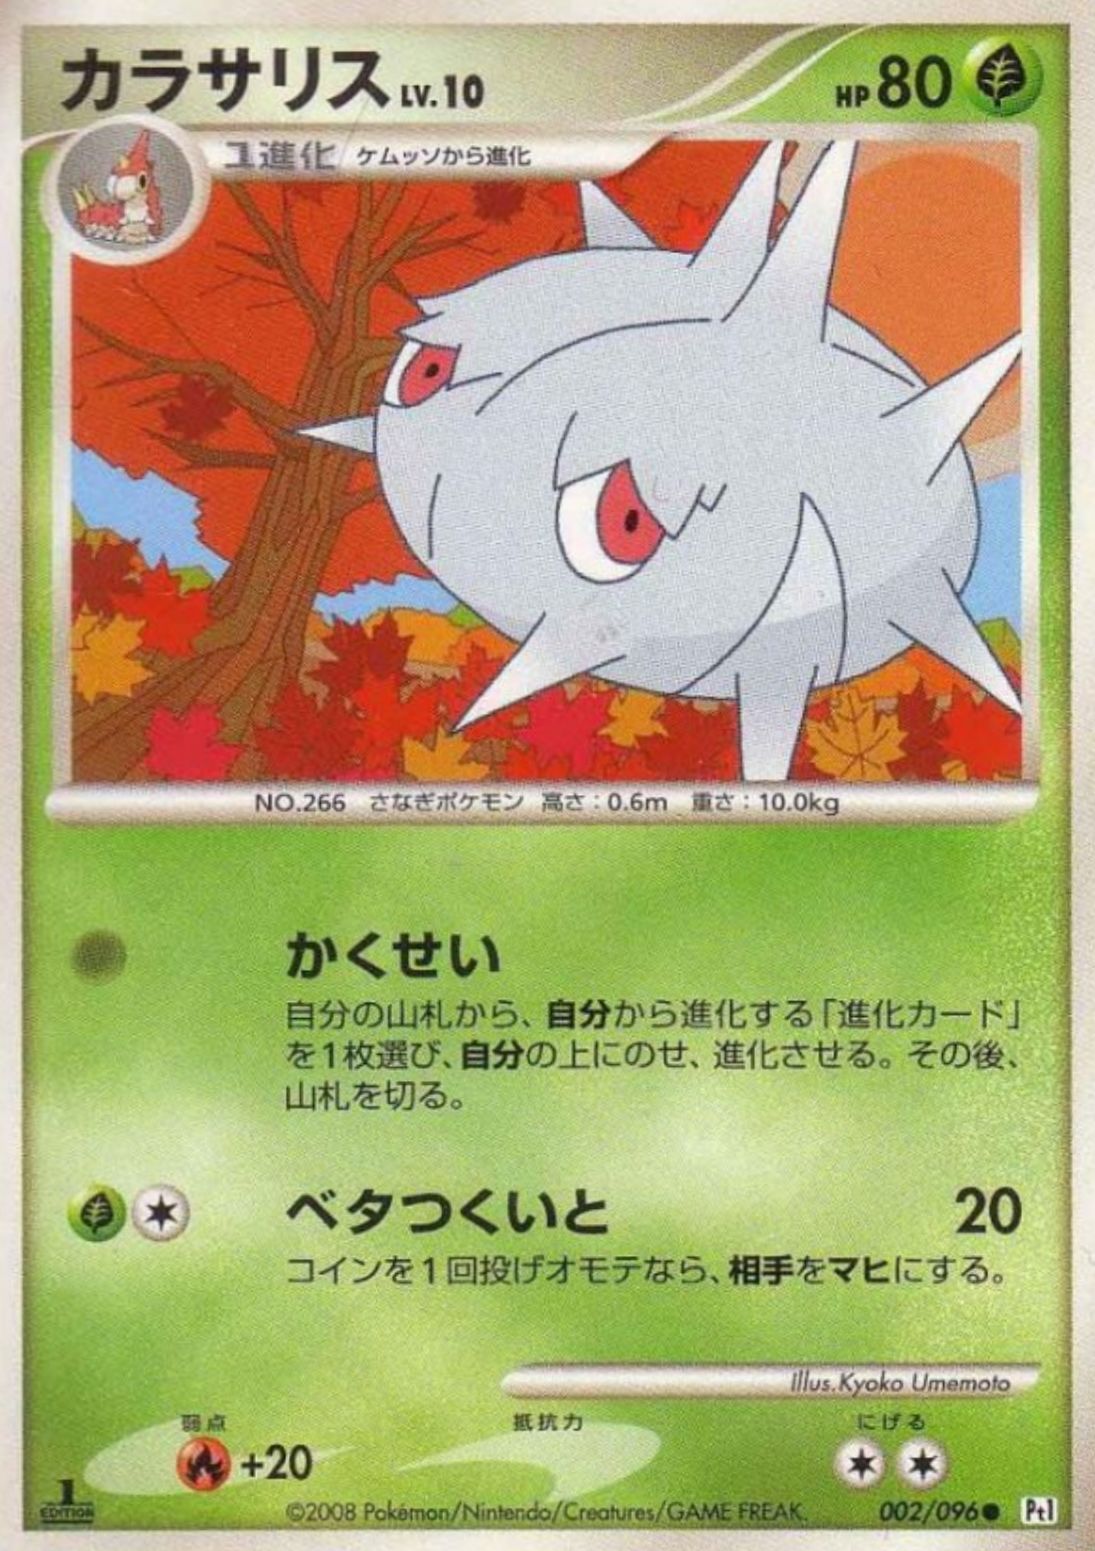 カラサリス LV.10 HP 80
1進化 ケムッソから進化
NO.266 さなぎポケモン 高さ:0.6m 重さ:10.0kg
かくせい
自分の山札から、自分から進化する「進化カード」
を1枚選び、自分の上にのせ、進化させる。その後、
山札を切る。
ベタつくいと 20
コインを1回投げオモテなら、相手をマヒにする。
Illus.Kyoko Umemoto
弱点 抵抗力 にげる
+20
1 EDITION
©2008 Pokémon/Nintendo/Creatures/GAME FREAK. 002/096● Pt1